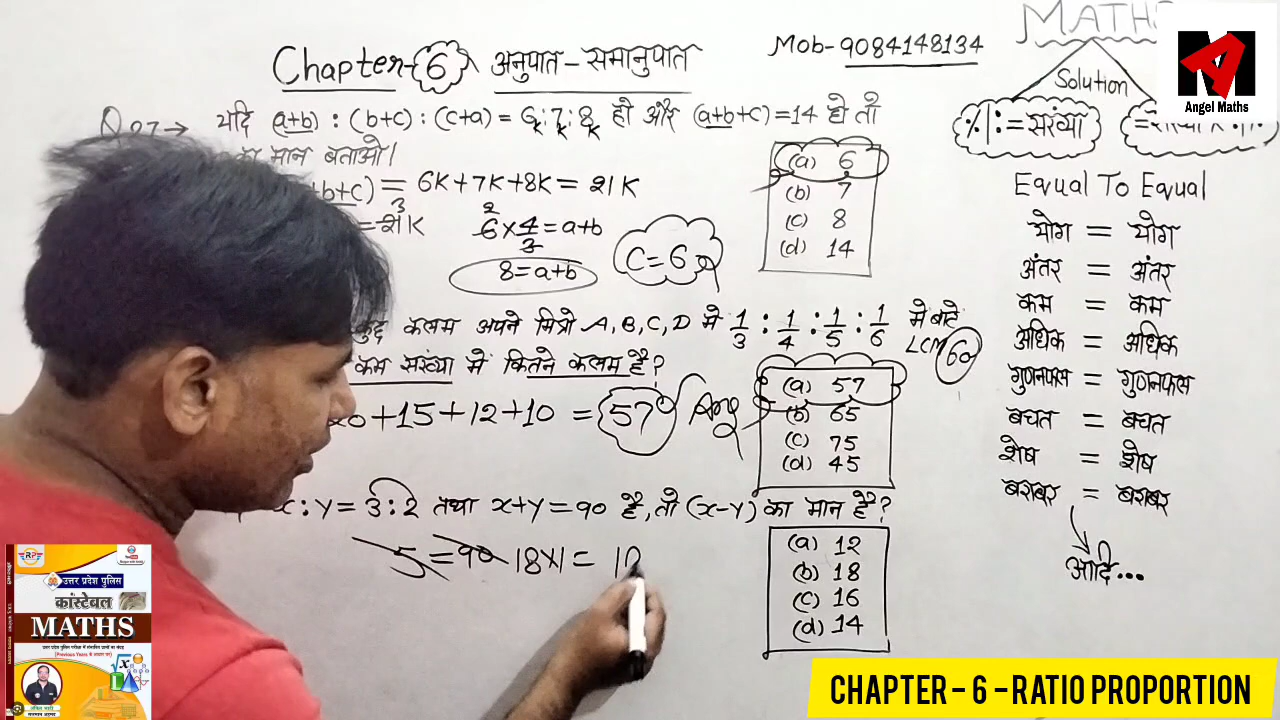 Chapter-6 अनुपात-समानुपात
Mob-9084148134
MATHS
Solution
Angel Maths
यदि (a+b) : (b+c) : (c+a) = 6:7:8 हो और (a+b+c)=14 हो तो
K K K
का मान बताओ।
+b+c) = 6K+7K+8K = 21K
3
= 21K
2
6×4=a+b
3
8=a+b
C=6
(a) 6
(b) 7
(c) 8
(d) 14
कुछ कलम अपने मित्रो A,B,C,D मे 1/3 : 1/4 : 1/5 : 1/6 मे बाटे
LCM 60
कम संख्या मे कितने कलम है?
20+15+12+10 = 57 Ans
(a) 57
(b) 65
(c) 75
(d) 45
x:y= 3:2 तथा x+y=90 है, तो (x-y) का मान है?
5=90 18×1=
(a) 12
(b) 18
(c) 16
(d) 14
%|:=संख्या
Equal To Equal
योग = योग
अंतर = अंतर
कम = कम
अधिक = अधिक
गुणनफल = गुणनफल
बचत = बचत
शेष = शेष
बराबर = बराबर
आदि...
उत्तर प्रदेश पुलिस
कांस्टेबल
MATHS
CHAPTER - 6 - RATIO PROPORTION